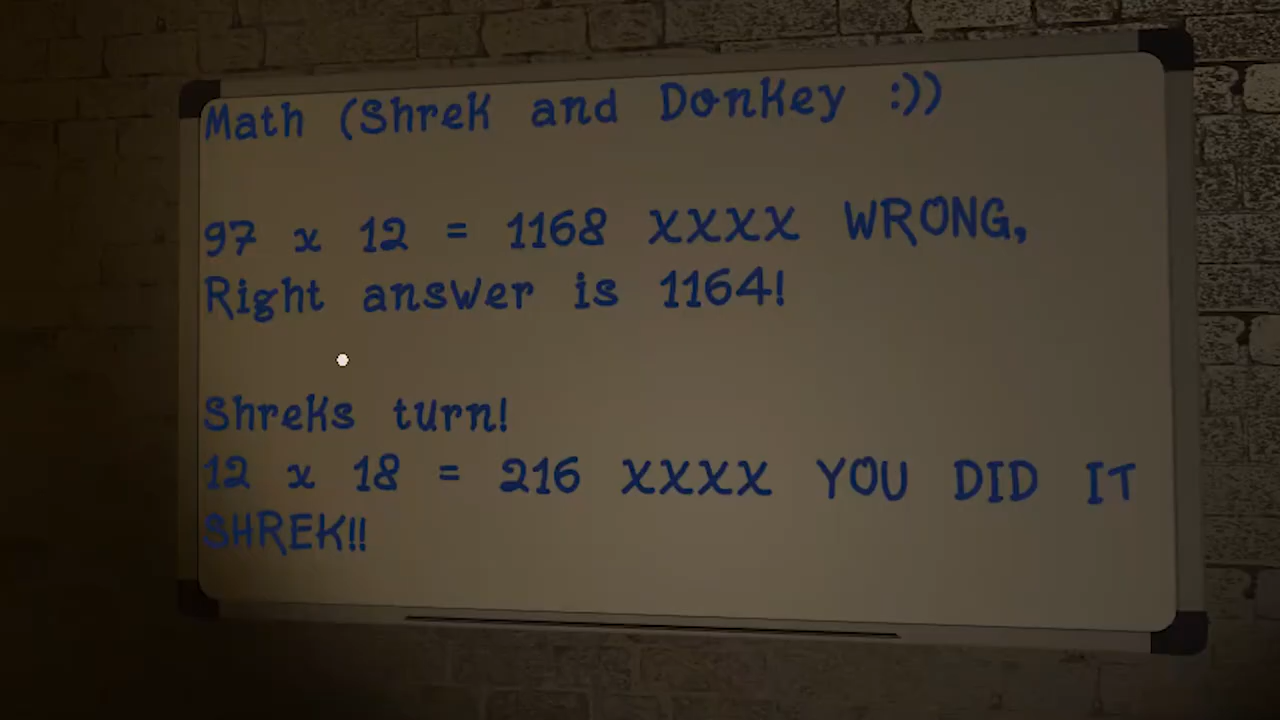 Math (Shrek and Donkey :))
97 x 12 = 1168 XXXX WRONG,
Right answer is 1164!
Shreks turn!
12 x 18 = 216 XXXX YOU DID IT
SHREK!!